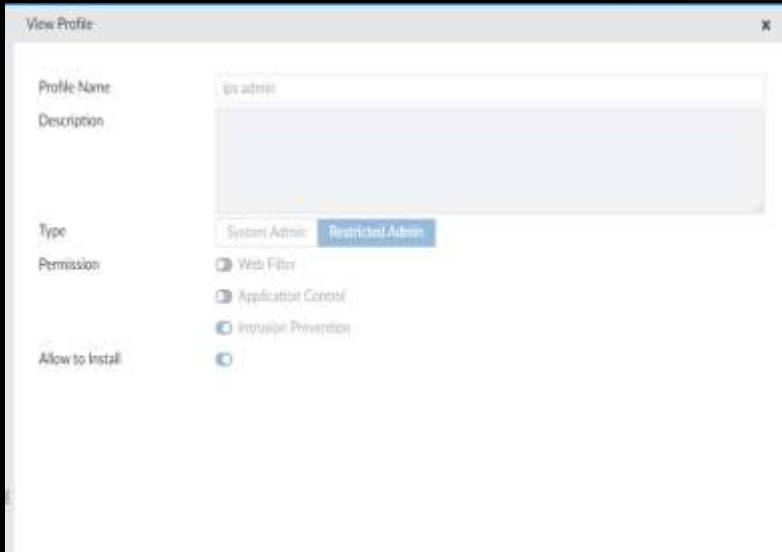 View Profile
Profile Name
ips admin
Description
Type
System Admin Restricted Admin
Permission
Web Filter
Application Control
Intrusion Prevention
Allow to Install